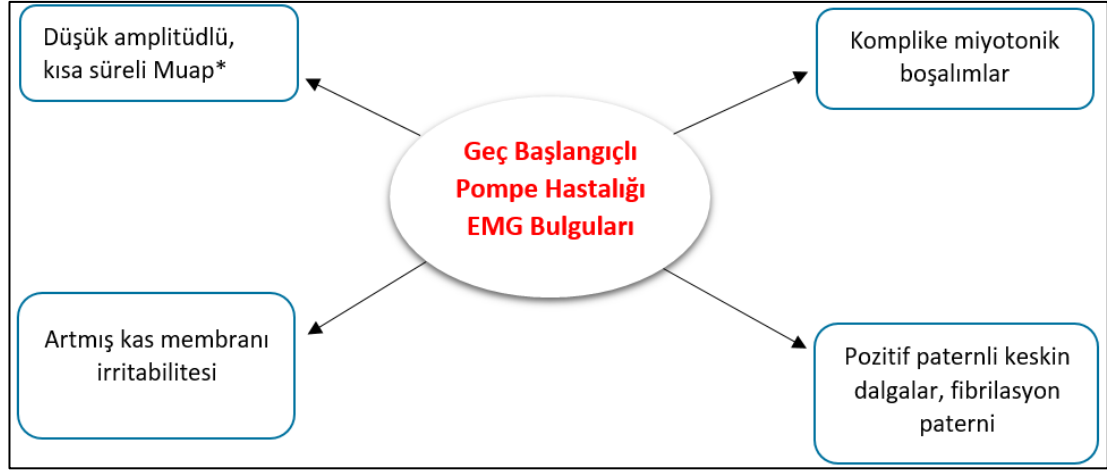 Düşük amplitüdlü,
kısa süreli Muap*
Komplike miyotonik
boşalımlar
Geç Başlangıçlı
Pompe Hastalığı
EMG Bulguları
Artmış kas membranı
irritabilitesi
Pozitif paternli keskin
dalgalar, fibrilasyon
paterni